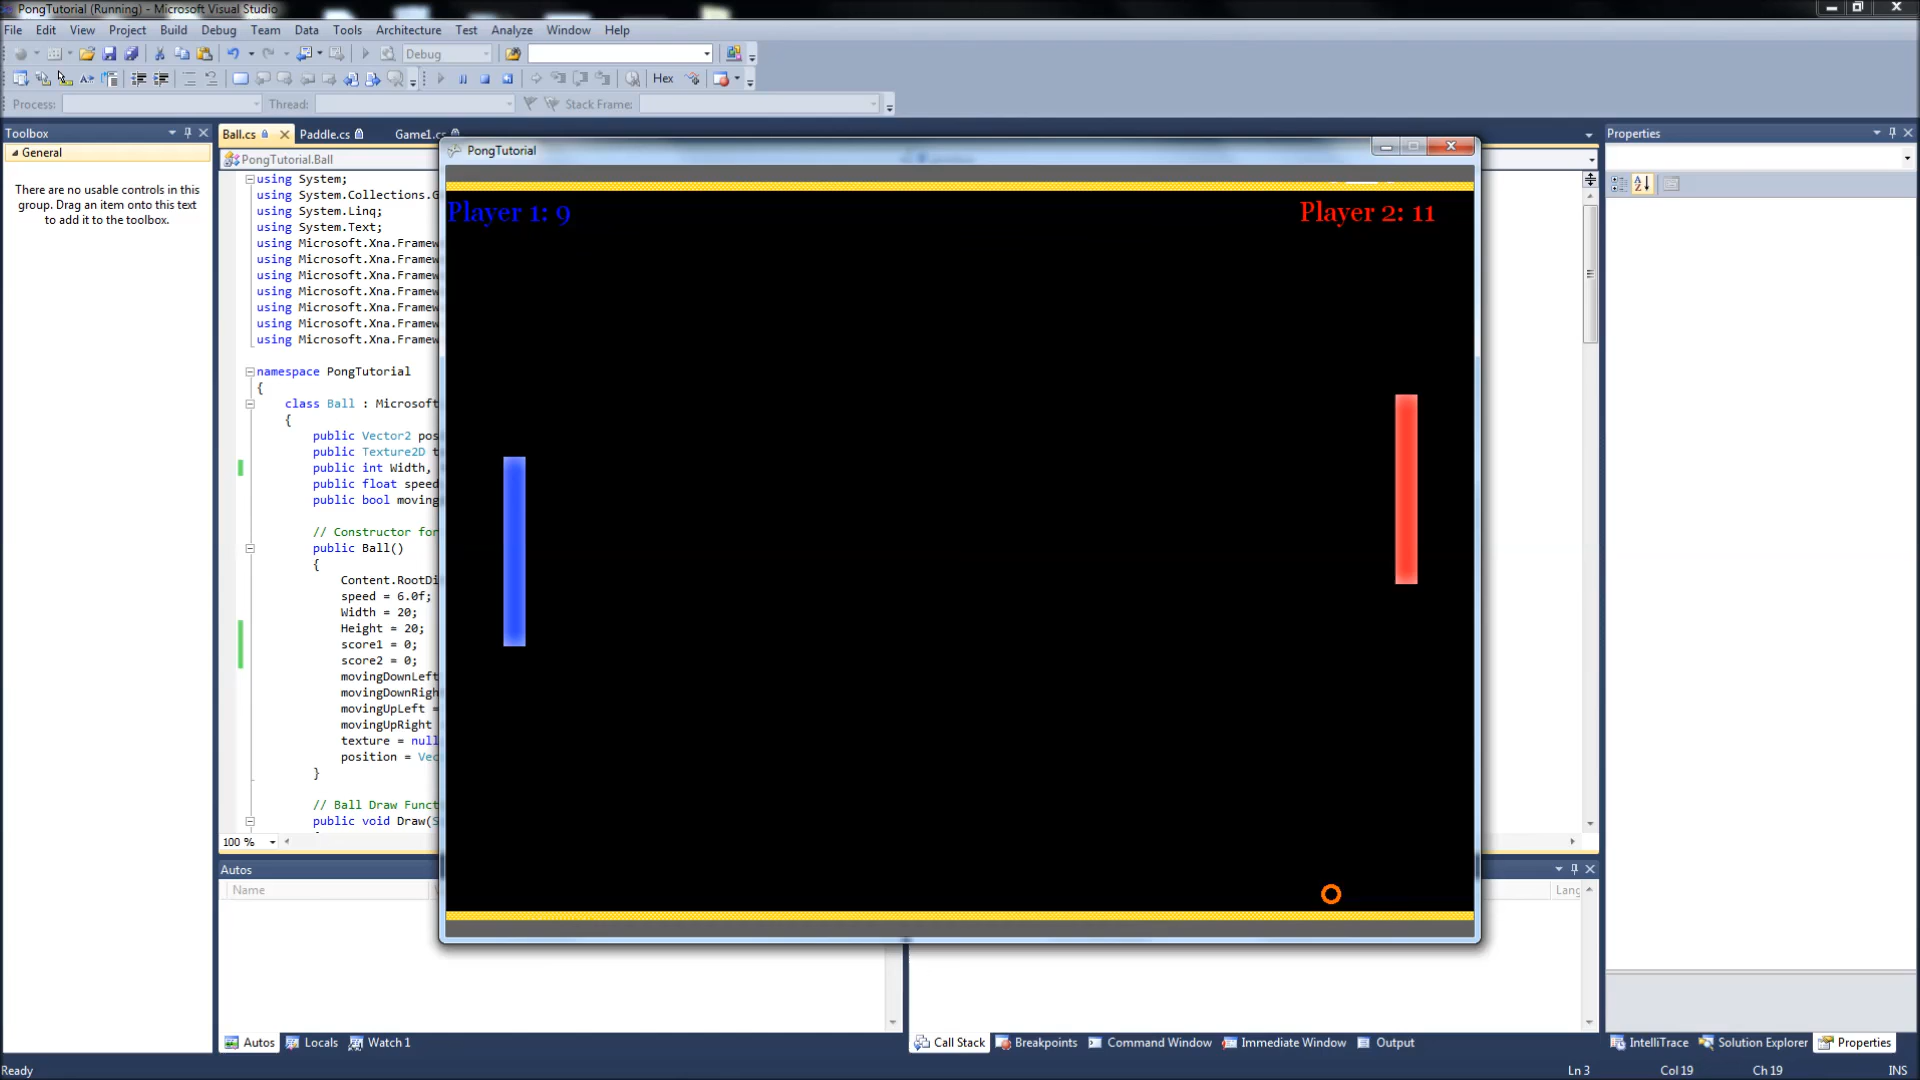 PongTutorial (Running) - Microsoft Visual Studio
File Edit View Project Build Debug Team Data Tools Architecture Test Analyze Window Help
Debug
Hex
Process: Thread: Stack Frame:
Toolbox
General
There are no usable controls in this
group. Drag an item onto this text
to add it to the toolbox.
Ball.cs Paddle.cs Game1.cs
PongTutorial.Ball
using System;
using System.Collections.G
using System.Linq;
using System.Text;
using Microsoft.Xna.Framew
using Microsoft.Xna.Framew
using Microsoft.Xna.Framew
using Microsoft.Xna.Framew
using Microsoft.Xna.Framew
using Microsoft.Xna.Framew
using Microsoft.Xna.Framew
namespace PongTutorial
{
class Ball : Microsoft
{
public Vector2 pos
public Texture2D t
public int Width,
public float speed
public bool moving
// Constructor for
public Ball()
{
Content.RootDi
speed = 6.0f;
Width = 20;
Height = 20;
score1 = 0;
score2 = 0;
movingDownLeft
movingDownRigh
movingUpLeft =
movingUpRight
texture = null
position = Vec
}
// Ball Draw Funct
public void Draw(S
100 %
PongTutorial
Player 1: 9
Player 2: 11
Properties
Autos
Name
Lang
Autos Locals Watch 1
Call Stack Breakpoints Command Window Immediate Window Output
IntelliTrace Solution Explorer Properties
Ready
Ln 3 Col 19 Ch 19 INS